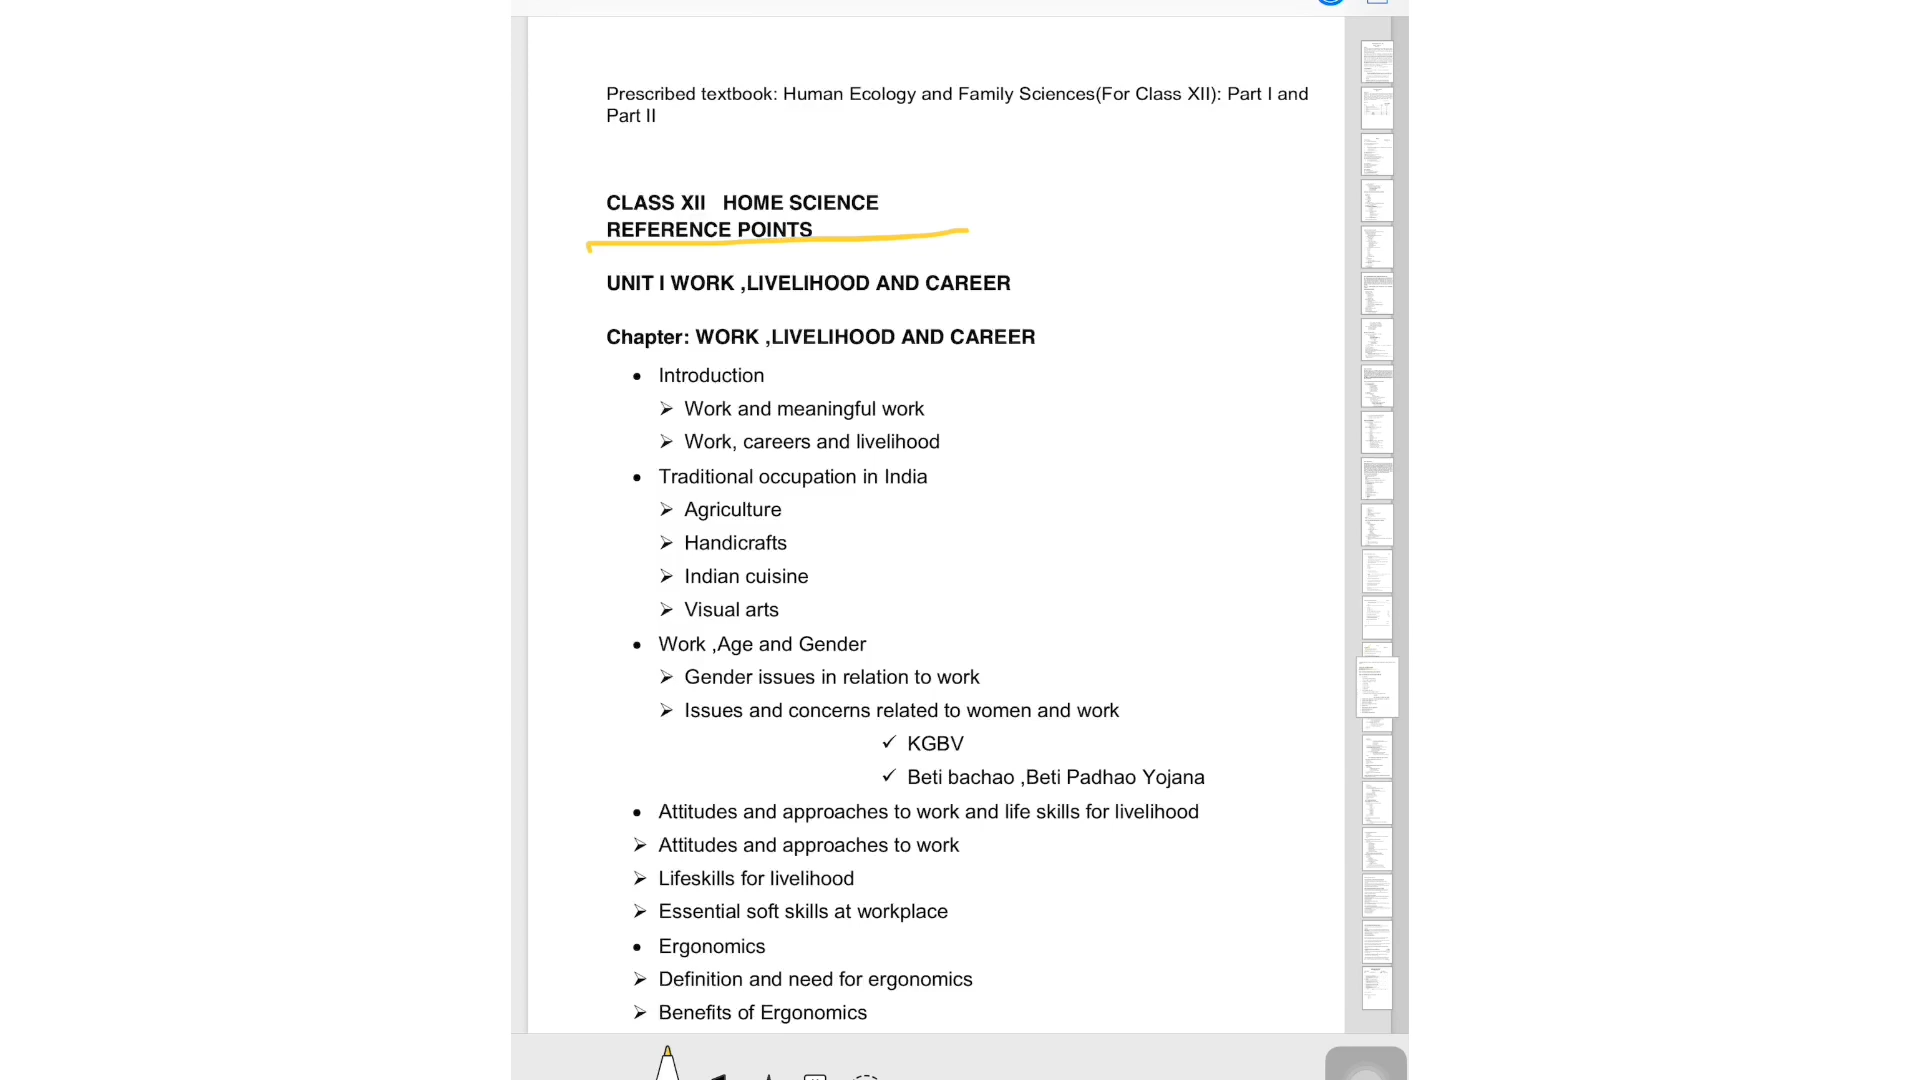 Prescribed textbook: Human Ecology and Family Sciences(For Class XII): Part I and
Part II
CLASS XII HOME SCIENCE
REFERENCE POINTS
UNIT I WORK ,LIVELIHOOD AND CAREER
Chapter: WORK ,LIVELIHOOD AND CAREER
• Introduction
➢ Work and meaningful work
➢ Work, careers and livelihood
• Traditional occupation in India
➢ Agriculture
➢ Handicrafts
➢ Indian cuisine
➢ Visual arts
• Work ,Age and Gender
➢ Gender issues in relation to work
➢ Issues and concerns related to women and work
✓ KGBV
✓ Beti bachao ,Beti Padhao Yojana
• Attitudes and approaches to work and life skills for livelihood
➢ Attitudes and approaches to work
➢ Lifeskills for livelihood
➢ Essential soft skills at workplace
• Ergonomics
➢ Definition and need for ergonomics
➢ Benefits of Ergonomics